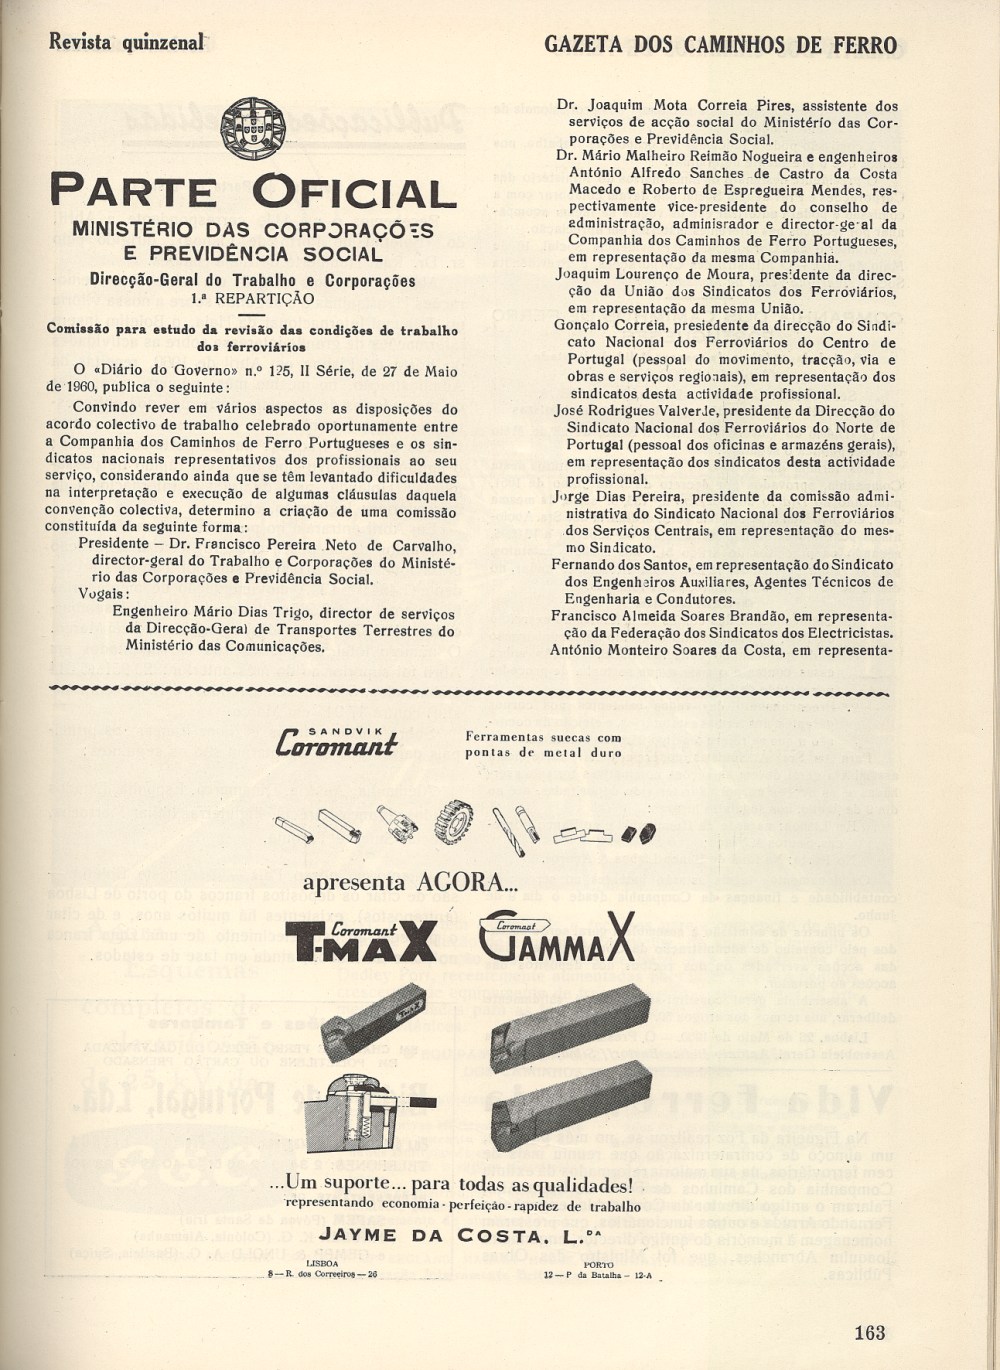 Revista quinzenal
GAZETA DOS CAMINHOS DE FERRO
PARTE OFICIAL
MINISTÉRIO DAS CORPORAÇÕES
E PREVIDÊNCIA SOCIAL
Direcção-Geral do Trabalho e Corporações
1.ª REPARTIÇÃO
Comissão para estudo da revisão das condições de trabalho
dos ferroviários
O «Diário do Governo» n.º 125, II Série, de 27 de Maio
de 1960, publica o seguinte:
Convindo rever em vários aspectos as disposições do
acordo colectivo de trabalho celebrado oportunamente entre
a Companhia dos Caminhos de Ferro Portugueses e os sin-
dicatos nacionais representativos dos profissionais ao seu
serviço, considerando ainda que se têm levantado dificuldades
na interpretação e execução de algumas cláusulas daquela
convenção colectiva, determino a criação de uma comissão
constituída da seguinte forma:
Presidente — Dr. Francisco Pereira Neto de Carvalho,
director-geral do Trabalho e Corporações do Ministé-
rio das Corporações e Previdência Social.
Vogais:
Engenheiro Mário Dias Trigo, director de serviços
da Direcção-Geral de Transportes Terrestres do
Ministério das Comunicações.
Dr. Joaquim Mota Correia Pires, assistente dos
serviços de acção social do Ministério das Cor-
porações e Previdência Social.
Dr. Mário Malheiro Reimão Nogueira e engenheiros
António Alfredo Sanches de Castro da Costa
Macedo e Roberto de Espregueira Mendes, res-
pectivamente vice-presidente do conselho de
administração, adminisrador e director-geral da
Companhia dos Caminhos de Ferro Portugueses,
em representação da mesma Companhia.
Joaquim Lourenço de Moura, presidente da direc-
ção da União dos Sindicatos dos Ferroviários,
em representação da mesma União.
Gonçalo Correia, presiedente da direcção do Sindi-
cato Nacional dos Ferroviários do Centro de
Portugal (pessoal do movimento, tracção, via e
obras e serviços regionais), em representação dos
sindicatos desta actividade profissional.
José Rodrigues Valverde, presidente da Direcção do
Sindicato Nacional dos Ferroviários do Norte de
Portugal (pessoal dos oficinas e armazéns gerais),
em representação dos sindicatos desta actividade
profissional.
Jorge Dias Pereira, presidente da comissão admi-
nistrativa do Sindicato Nacional dos Ferroviários
dos Serviços Centrais, em representação do mes-
mo Sindicato.
Fernando dos Santos, em representação do Sindicato
dos Engenheiros Auxiliares, Agentes Técnicos de
Engenharia e Condutores.
Francisco Almeida Soares Brandão, em representa-
ção da Federação dos Sindicatos dos Electricistas.
António Monteiro Soares da Costa, em representa-
SANDVIK
Coromant
Ferramentas suecas com
pontas de metal duro
apresenta AGORA...
Coromant
T-MAX
Coromant
GAMMAX
T-MAX
...Um suporte... para todas as qualidades!
representando economia - perfeição - rapidez de trabalho
JAYME DA COSTA, L.DA
LISBOA
8 — R. dos Correeiros — 26
PORTO
12 — P da Batalha — 12-A
163